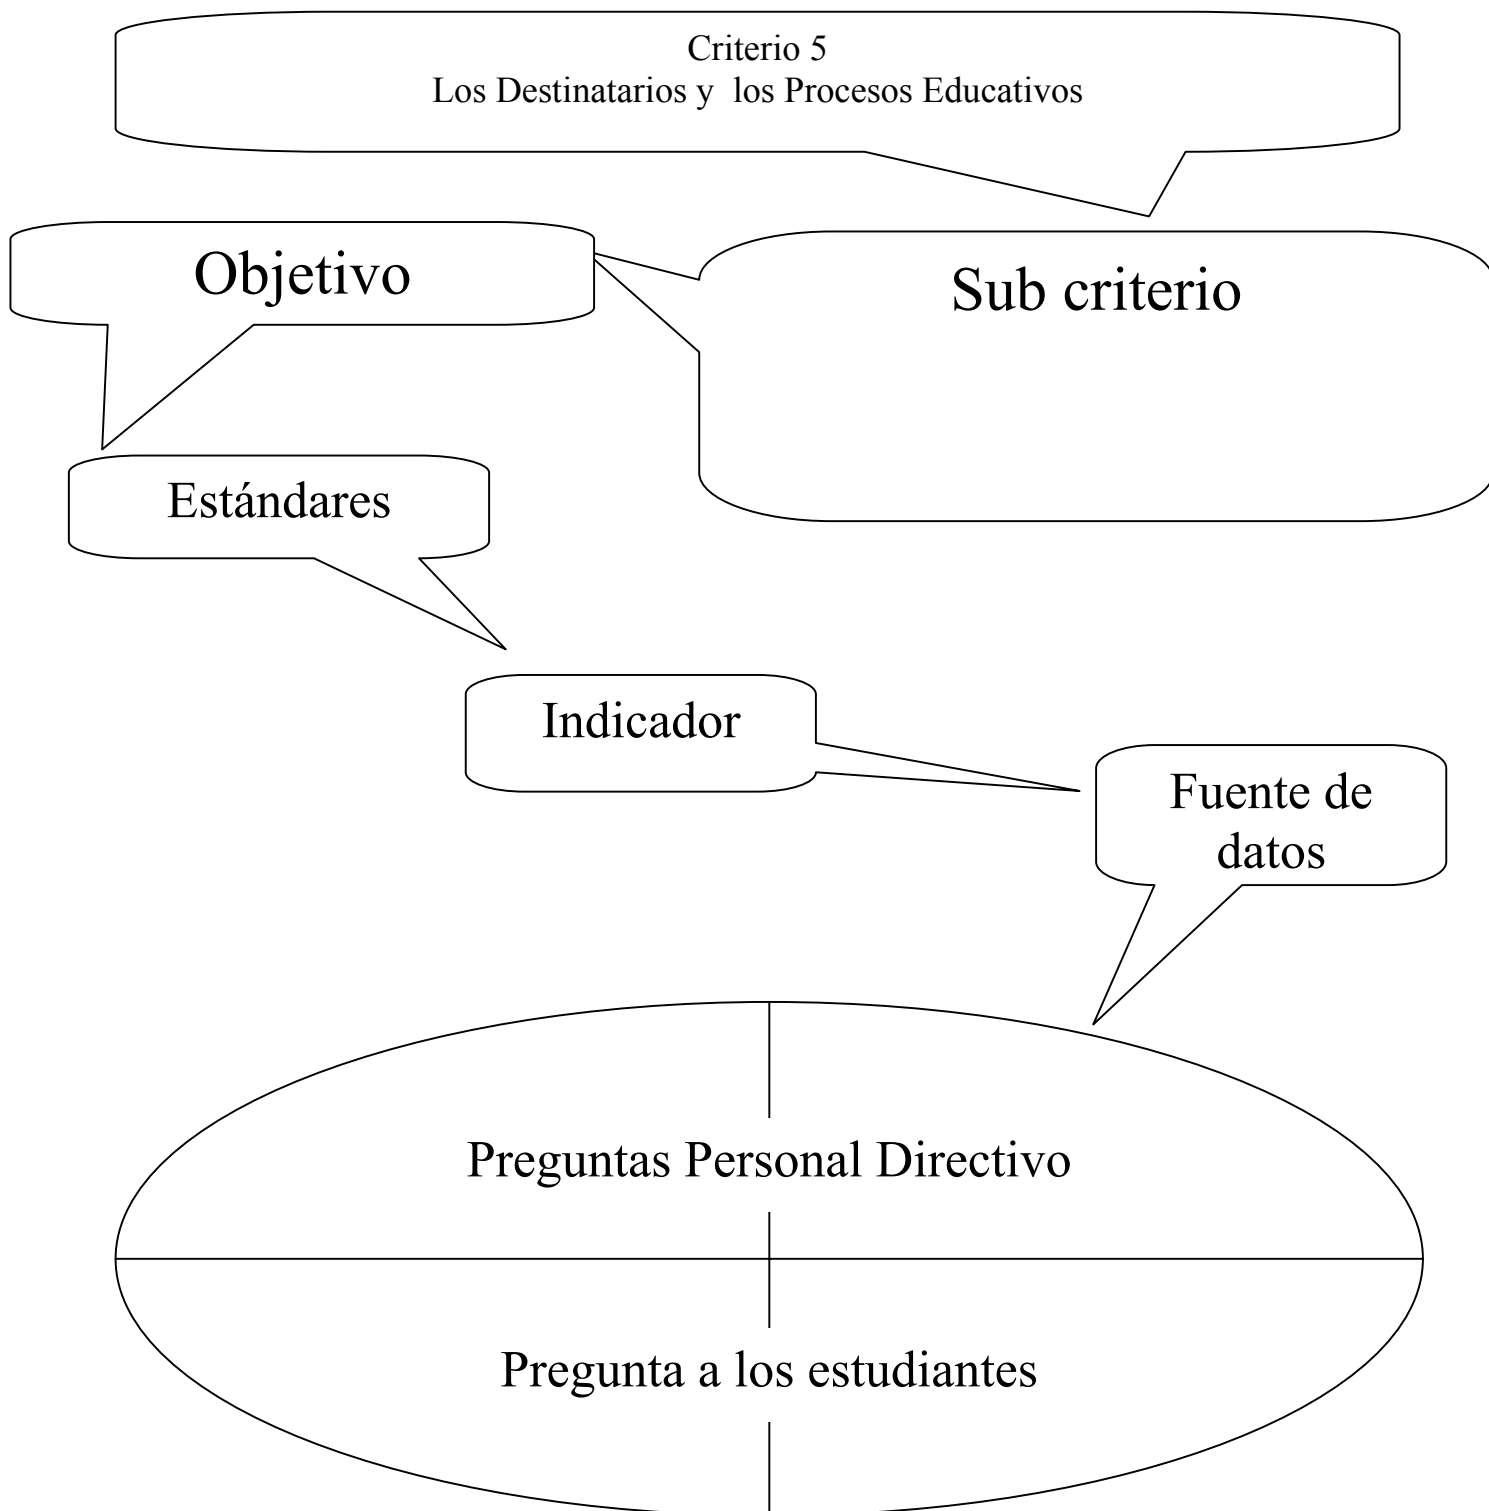 Criterio 5
Los Destinatarios y  los Procesos Educativos
Objetivo
Sub criterio
Estándares
Indicador
Fuente de
datos
Preguntas Personal Directivo
Pregunta a los estudiantes